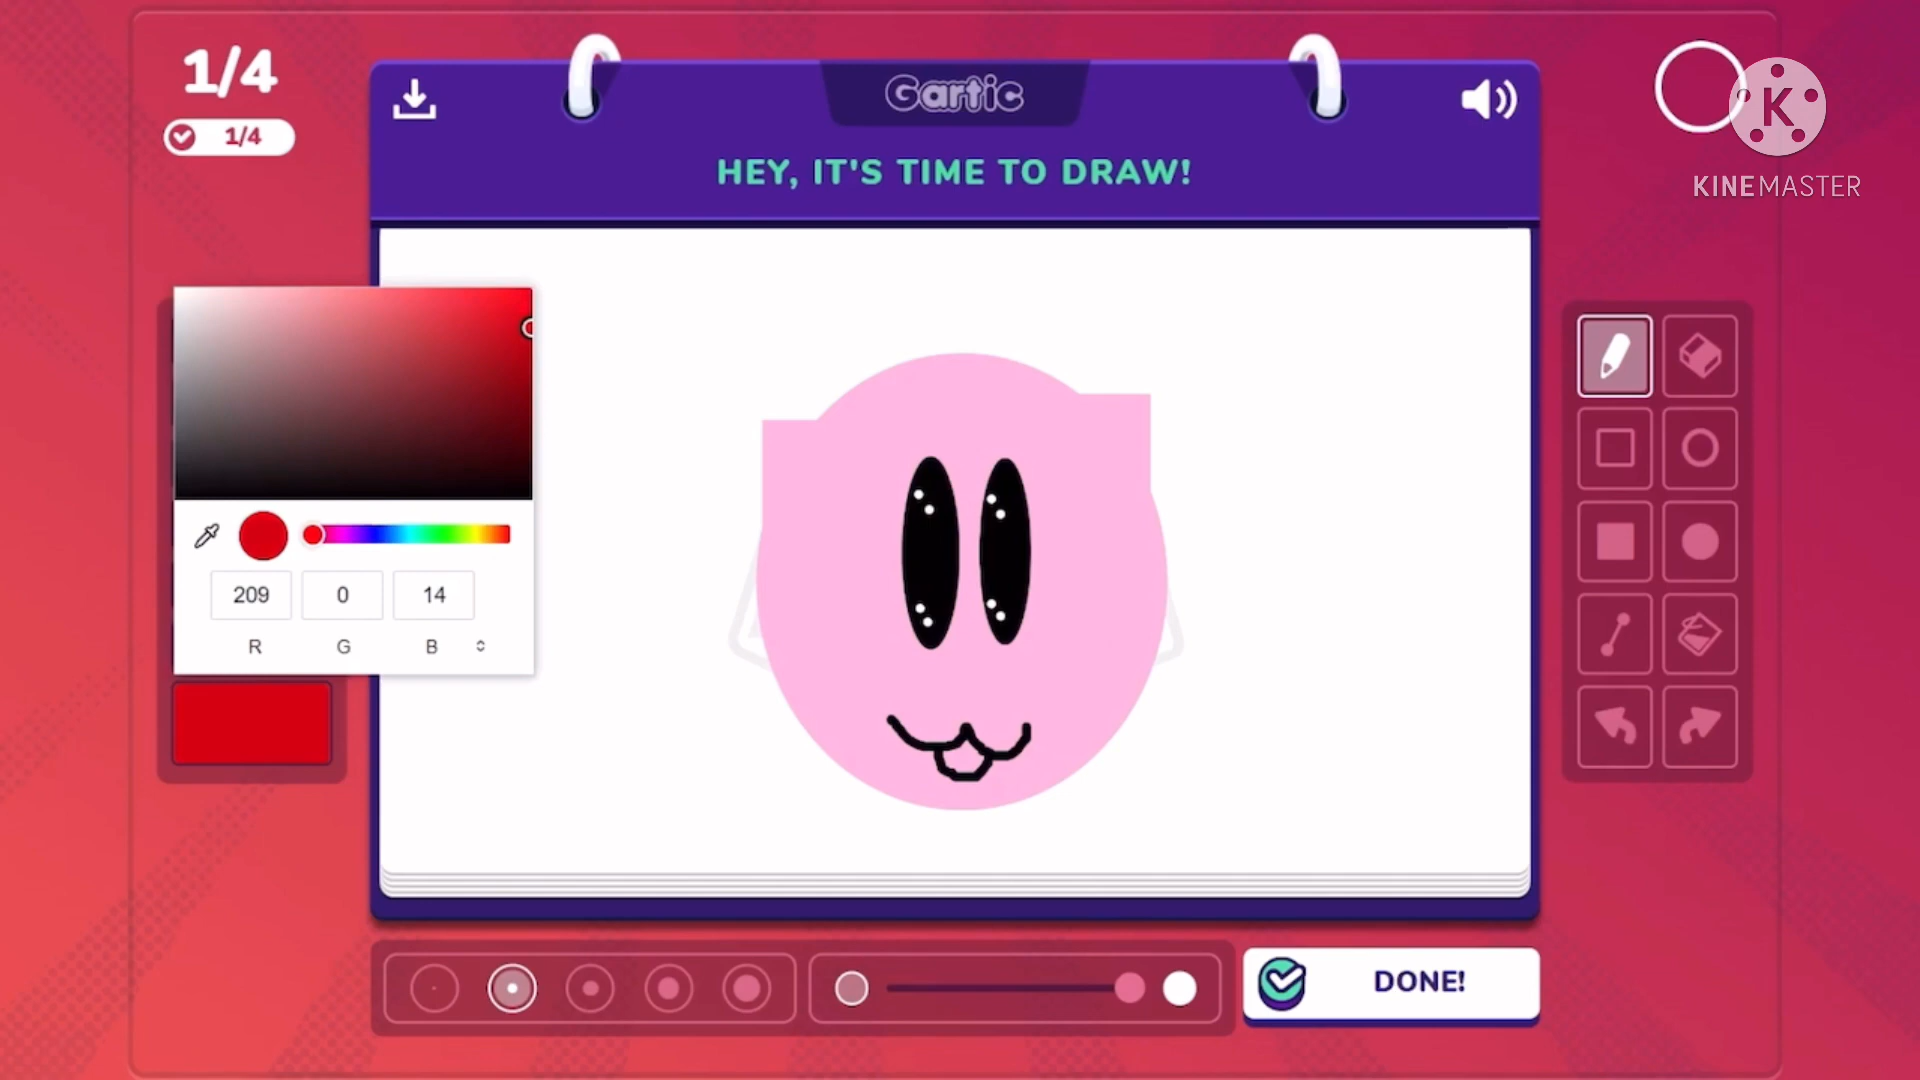 1/4
1/4
Gartic
HEY, IT'S TIME TO DRAW!
K
KINEMASTER
209
0
14
R
G
B
DONE!